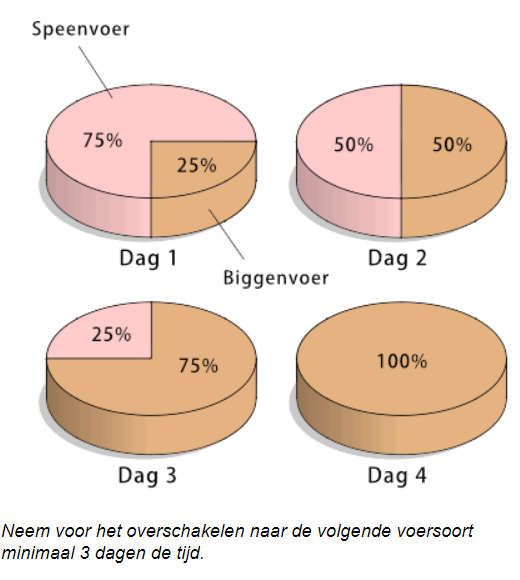 Speenvoer
75%
25%
50%
50%
Dag 1
Dag 2
Biggenvoer
25%
75%
100%
Dag 3
Dag 4
Neem voor het overschakelen naar de volgende voersoort
minimaal 3 dagen de tijd.